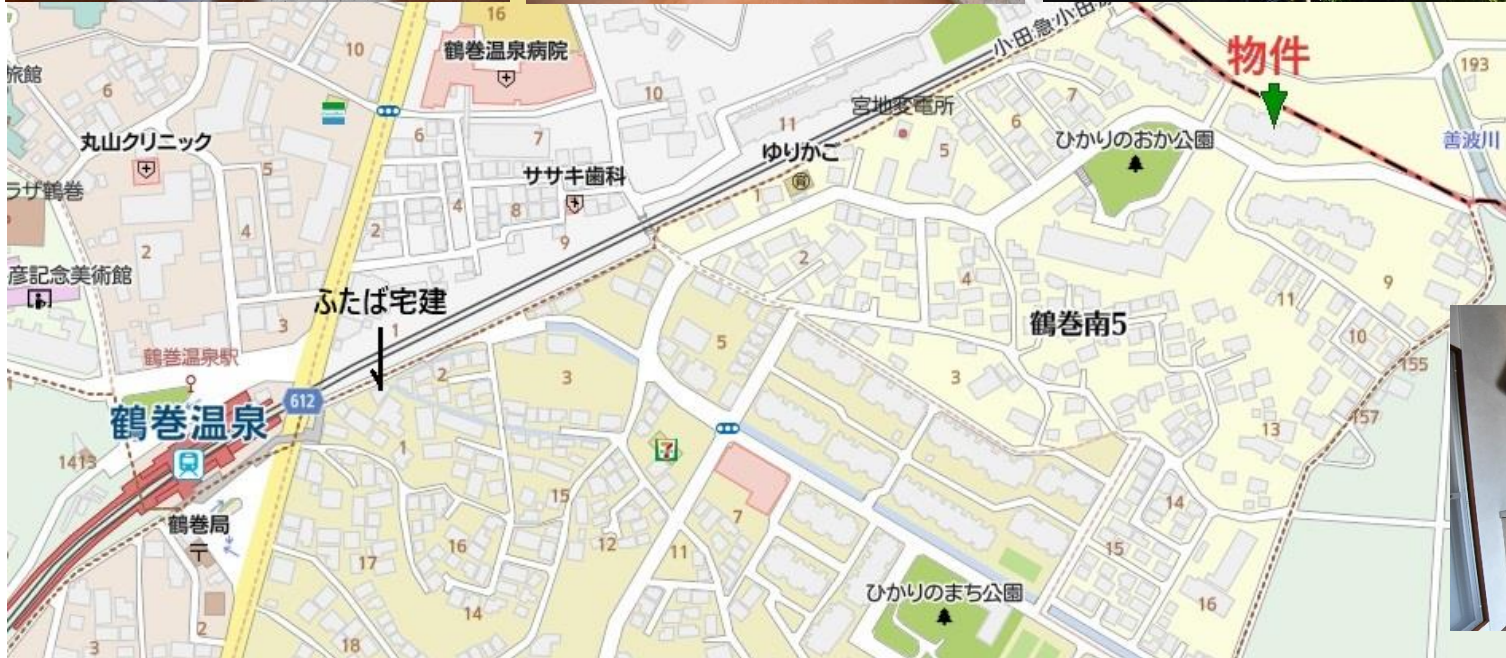 16
10
鶴巻温泉病院
小田急小田原
物件
193
旅館
6
丸山クリニック
5
6
7
10
11
宮地変電所
7
6
5
ひかりのおか公園
善波川
ゆりかご
ササキ歯科
ラザ鶴巻
4
2
4
8
9
1
2
2
彦記念美術館
ふたば宅建
3
1
4
11
9
鶴巻南5
10
鶴巻温泉駅
612
2
3
5
3
155
鶴巻温泉
1
157
13
1413
7
15
14
鶴巻局
〒
17
16
12
11
7
15
ひかりのまち公園
16
14
2
3
18